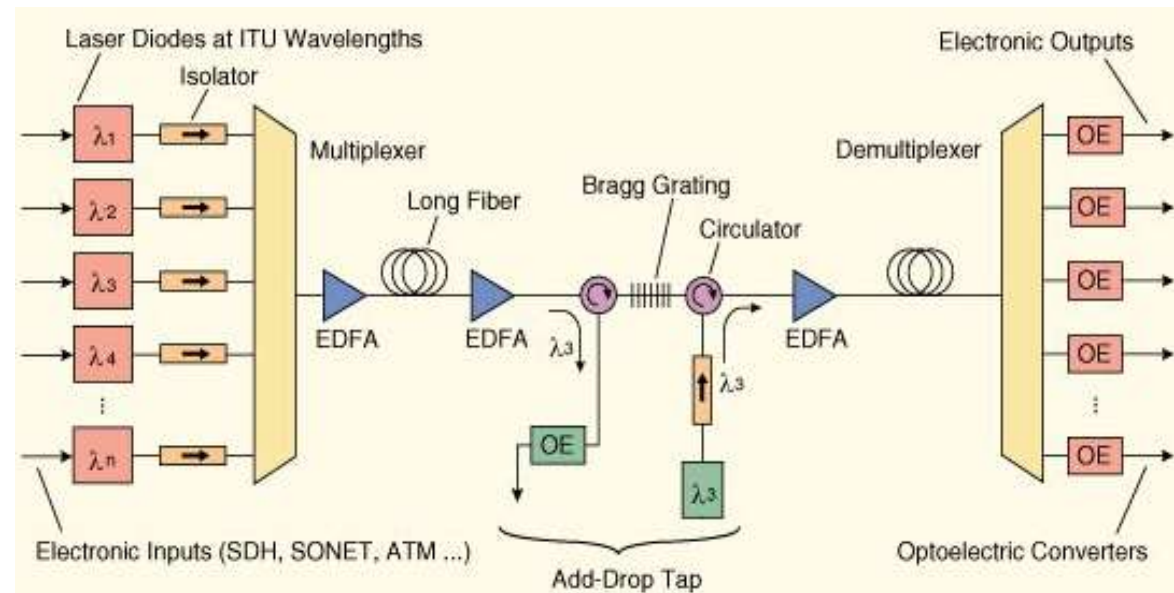 Laser Diodes at ITU Wavelengths
Electronic Outputs
Isolator
λ1
OE
Multiplexer
Demultiplexer
Bragg Grating
λ2
Long Fiber
OE
Circulator
λ3
OE
EDFA
EDFA
EDFA
λ4
λ3
λ3
OE
⋮
⋮
λn
OE
OE
λ3
Electronic Inputs (SDH, SONET, ATM ...)
Optoelectric Converters
Add-Drop Tap